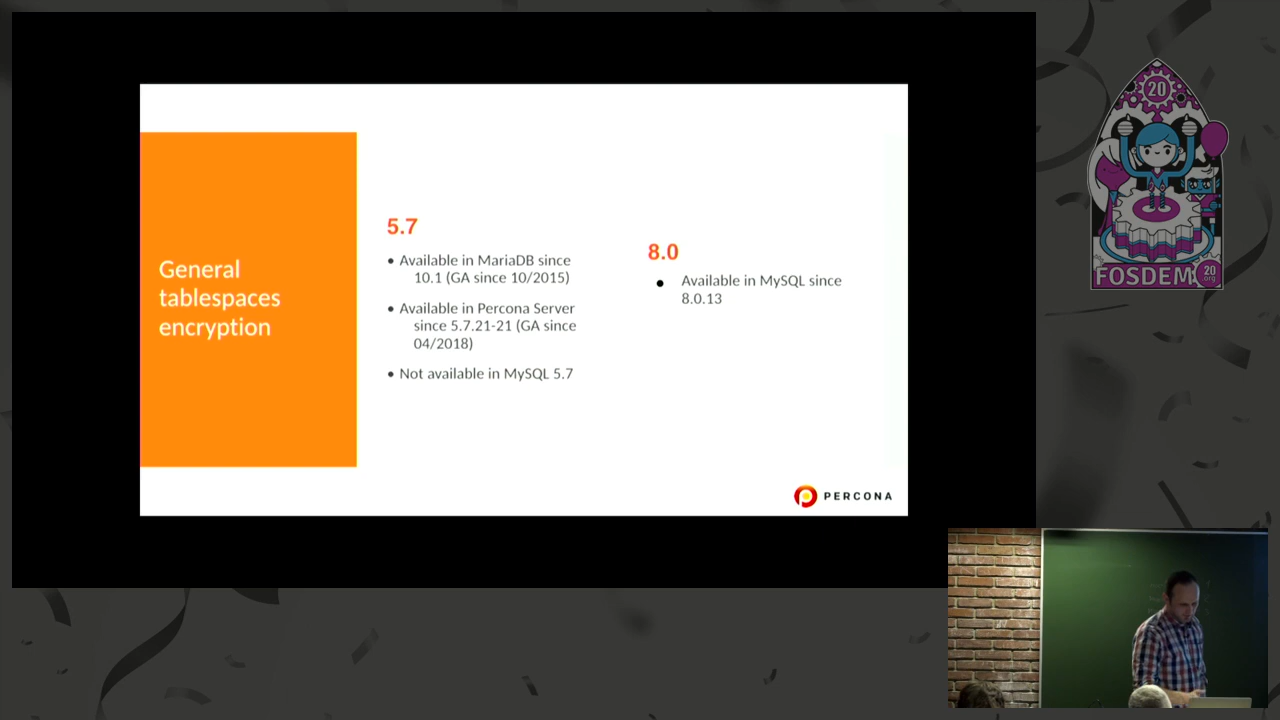 General
tablespaces
encryption
5.7
• Available in MariaDB since
10.1 (GA since 10/2015)
• Available in Percona Server
since 5.7.21-21 (GA since
04/2018)
• Not available in MySQL 5.7
8.0
• Available in MySQL since
8.0.13
PERCONA
20
FOSDEM
20
.org